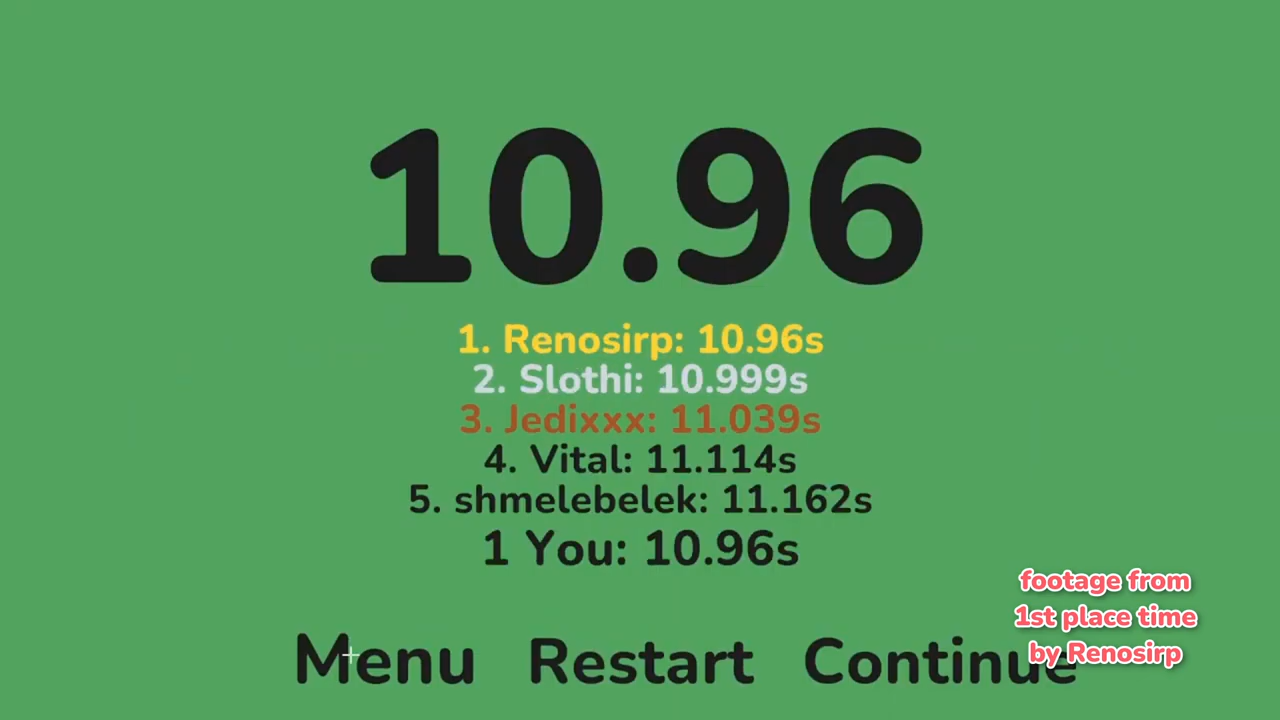 10.96
1. Renosirp: 10.96s
2. Slothi: 10.999s
3. Jedixxx: 11.039s
4. Vital: 11.114s
5. shmelebelek: 11.162s
1 You: 10.96s
Menu Restart Continue
footage from
1st place time
by Renosirp